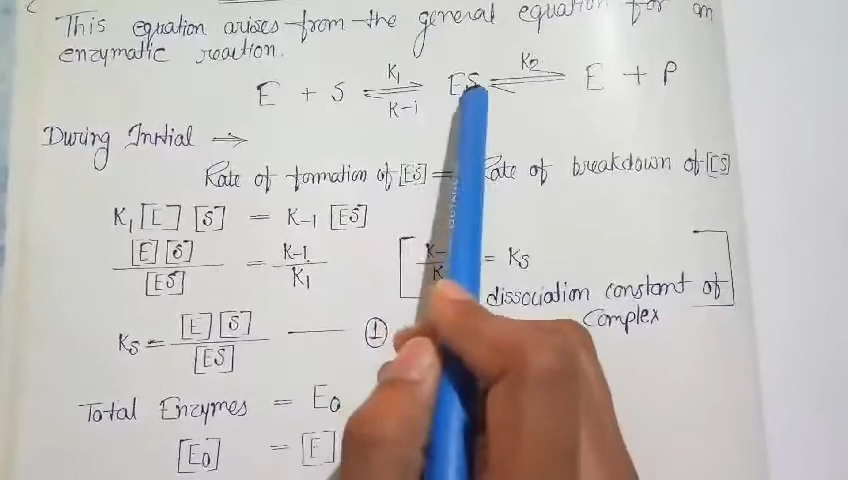 This equation arises from the general equation for an
enzymatic reaction.
E + S ⇌ ES ⇌ E + P
K1 K-1 K2
During Initial ⇒
Rate of formation of [ES] = Rate of breakdown of [ES]
K1 [E] [S] = K-1 [ES]
[E] [S] / [ES] = K-1 / K1 [ K- / K = KS
dissociation constant of
Complex ]
KS = [E] [S] / [ES] —— ①
Total Enzymes = E0
[E0] = [E]